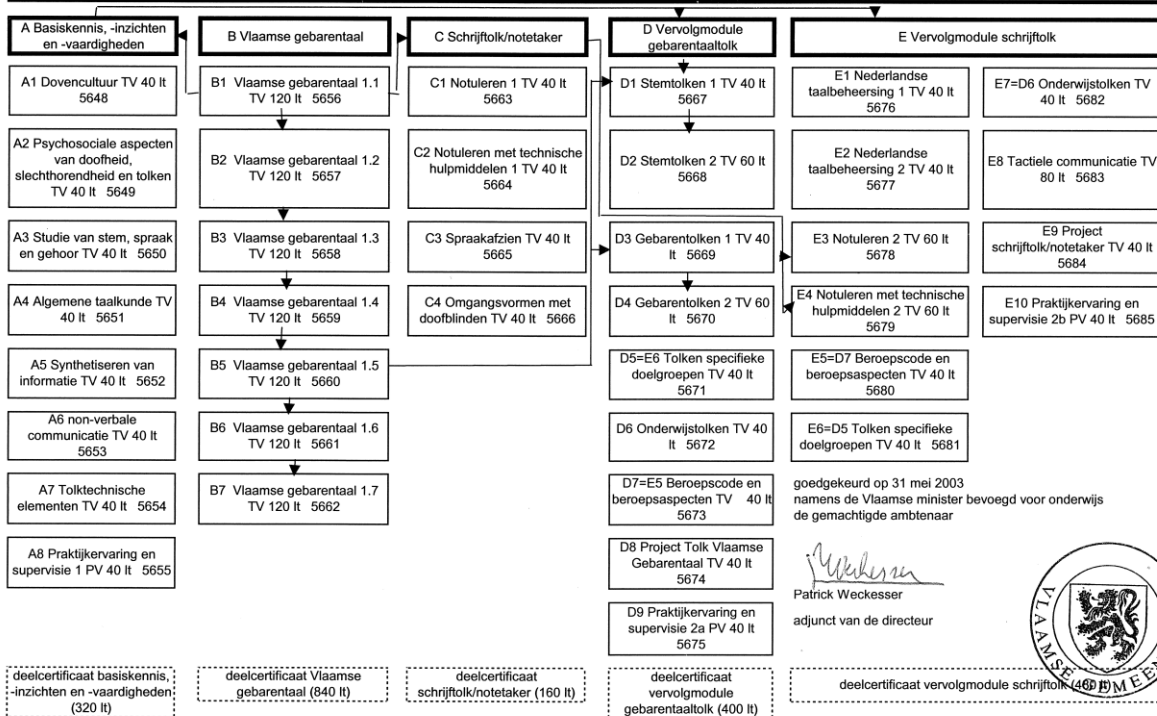 A Basiskennis, -inzichten
en -vaardigheden
B Vlaamse gebarentaal
C Schrijftolk/notetaker
D Vervolgmodule
gebarentaaltolk
E Vervolgmodule schrijftolk
A1 Dovencultuur TV 40 lt
5648
A2 Psychosociale aspecten
van doofheid,
slechthorendheid en tolken
TV 40 lt 5649
A3 Studie van stem, spraak
en gehoor TV 40 lt 5650
A4 Algemene taalkunde TV
40 lt 5651
A5 Synthetiseren van
informatie TV 40 lt 5652
A6 non-verbale
communicatie TV 40 lt
5653
A7 Tolktechnische
elementen TV 40 lt 5654
A8 Praktijkervaring en
supervisie 1 PV 40 lt 5655
B1 Vlaamse gebarentaal 1.1
TV 120 lt 5656
B2 Vlaamse gebarentaal 1.2
TV 120 lt 5657
B3 Vlaamse gebarentaal 1.3
TV 120 lt 5658
B4 Vlaamse gebarentaal 1.4
TV 120 lt 5659
B5 Vlaamse gebarentaal 1.5
TV 120 lt 5660
B6 Vlaamse gebarentaal 1.6
TV 120 lt 5661
B7 Vlaamse gebarentaal 1.7
TV 120 lt 5662
C1 Notuleren 1 TV 40 lt
5663
C2 Notuleren met technische
hulpmiddelen 1 TV 40 lt
5664
C3 Spraakafzien TV 40 lt
5665
C4 Omgangsvormen met
doofblinden TV 40 lt 5666
D1 Stemtolken 1 TV 40 lt
5667
D2 Stemtolken 2 TV 60 lt
5668
D3 Gebarentolken 1 TV 40
lt 5669
D4 Gebarentolken 2 TV 60
lt 5670
D5=E6 Tolken specifieke
doelgroepen TV 40 lt
5671
D6 Onderwijstolken TV 40
lt 5672
D7=E5 Beroepscode en
beroepsaspecten TV 40 lt
5673
D8 Project Tolk Vlaamse
Gebarentaal TV 40 lt
5674
D9 Praktijkervaring en
supervisie 2a PV 40 lt
5675
E1 Nederlandse
taalbeheersing 1 TV 40 lt
5676
E2 Nederlandse
taalbeheersing 2 TV 40 lt
5677
E3 Notuleren 2 TV 60 lt
5678
E4 Notuleren met technische
hulpmiddelen 2 TV 60 lt
5679
E5=D7 Beroepscode en
beroepsaspecten TV 40 lt
5680
E6=D5 Tolken specifieke
doelgroepen TV 40 lt 5681
E7=D6 Onderwijstolken TV
40 lt 5682
E8 Tactiele communicatie TV
80 lt 5683
E9 Project
schrijftolk/notetaker TV 40 lt
5684
E10 Praktijkervaring en
supervisie 2b PV 40 lt 5685
goedgekeurd op 31 mei 2003
namens de Vlaamse minister bevoegd voor onderwijs
de gemachtigde ambtenaar
Patrick Weckesser
adjunct van de directeur
VLAAMSE GEMEEN
deelcertificaat basiskennis,
-inzichten en -vaardigheden
(320 lt)
deelcertificaat Vlaamse
gebarentaal (840 lt)
deelcertificaat
schrijftolk/notetaker (160 lt)
deelcertificaat
vervolgmodule
gebarentaaltolk (400 lt)
deelcertificaat vervolgmodule schrijftolk